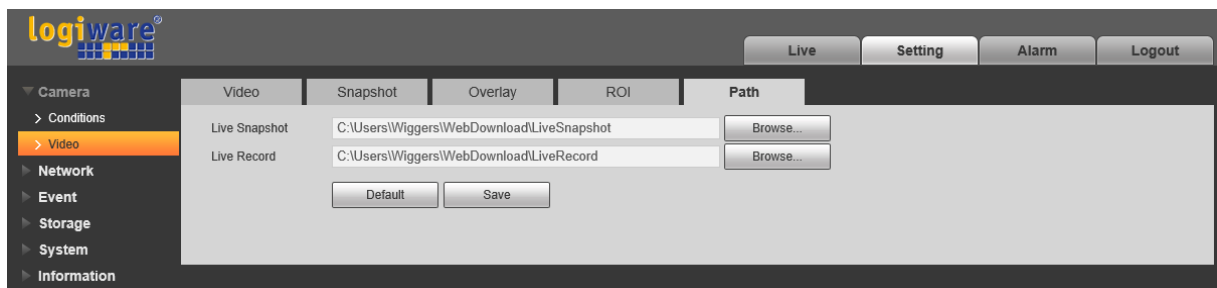 logiware®
Live Setting Alarm Logout
Camera
Conditions
Video
Network
Event
Storage
System
Information
Video Snapshot Overlay ROI Path
Live Snapshot C:\Users\Wiggers\WebDownload\LiveSnapshot Browse...
Live Record C:\Users\Wiggers\WebDownload\LiveRecord Browse...
Default Save